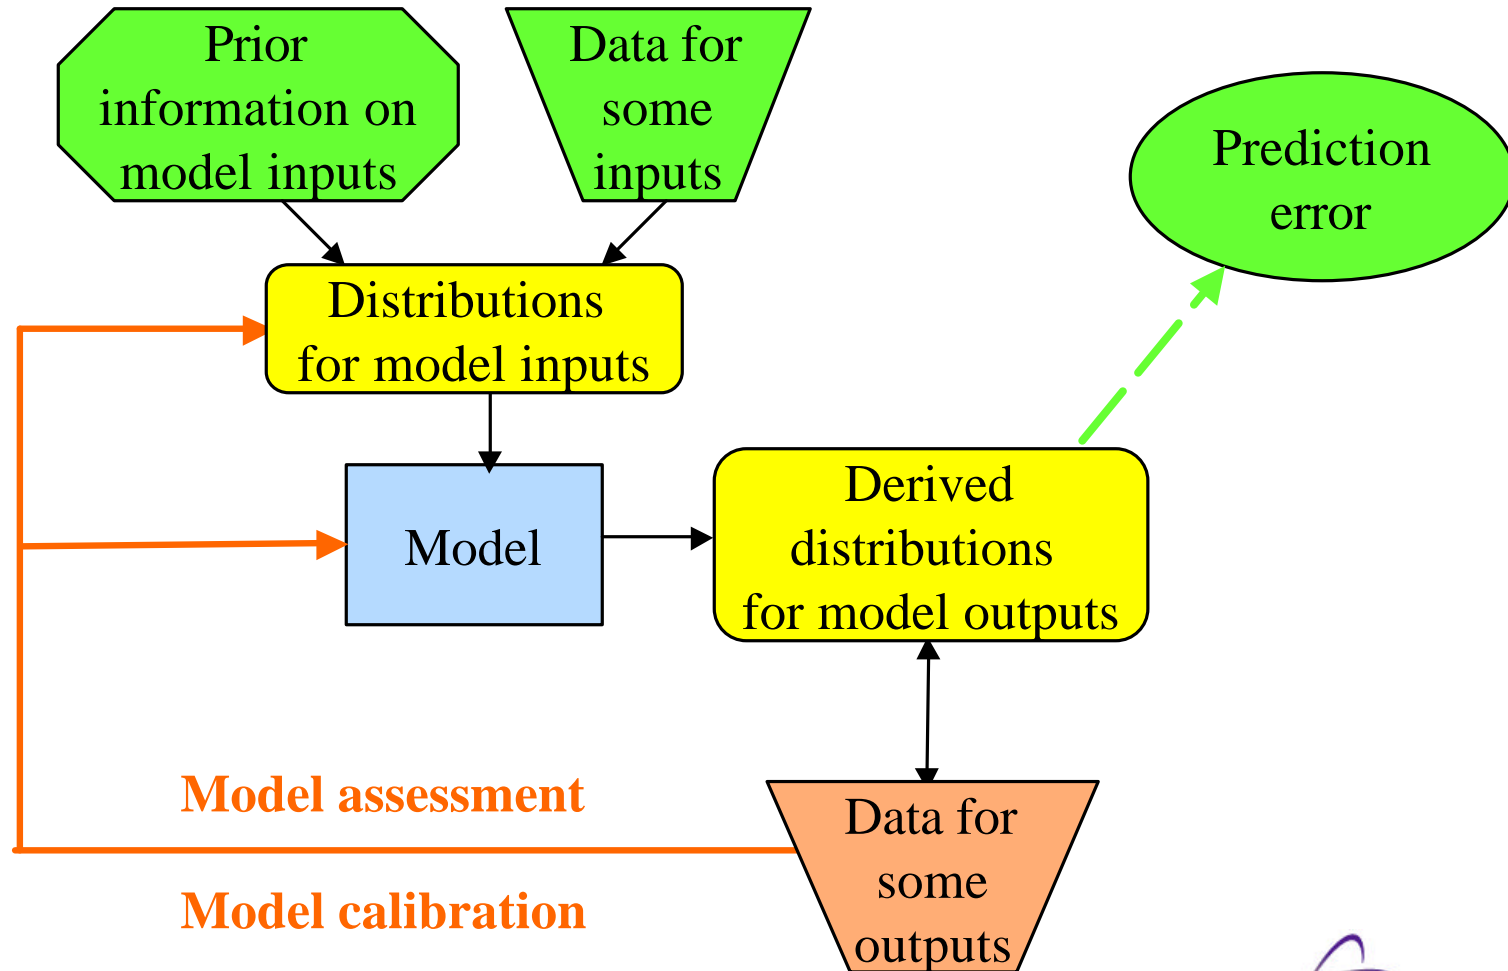 Prior
information on
model inputs
Data for
some
inputs
Prediction
error
Distributions
for model inputs
Model
Derived
distributions
for model outputs
Model assessment
Model calibration
Data for
some
outputs